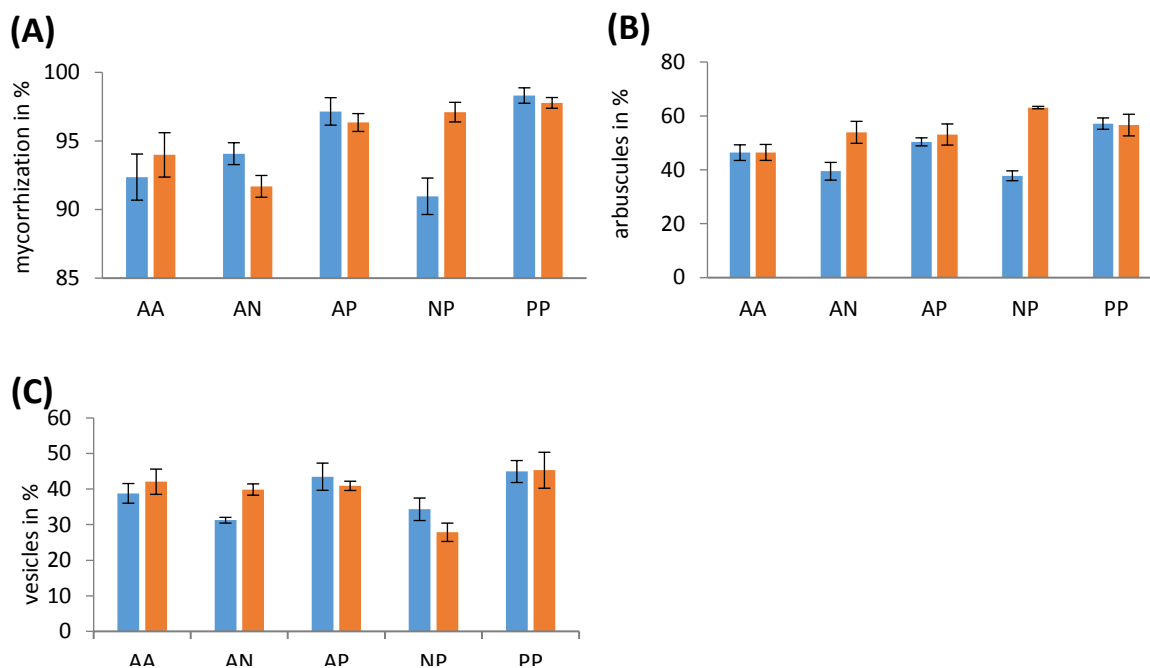 (A)
mycorrhization in %
100
95
90
85
AA AN AP NP PP
(B)
arbuscules in %
80
60
40
20
0
AA AN AP NP PP
(C)
vesicles in %
60
50
40
30
20
10
0
AA AN AP NP PP